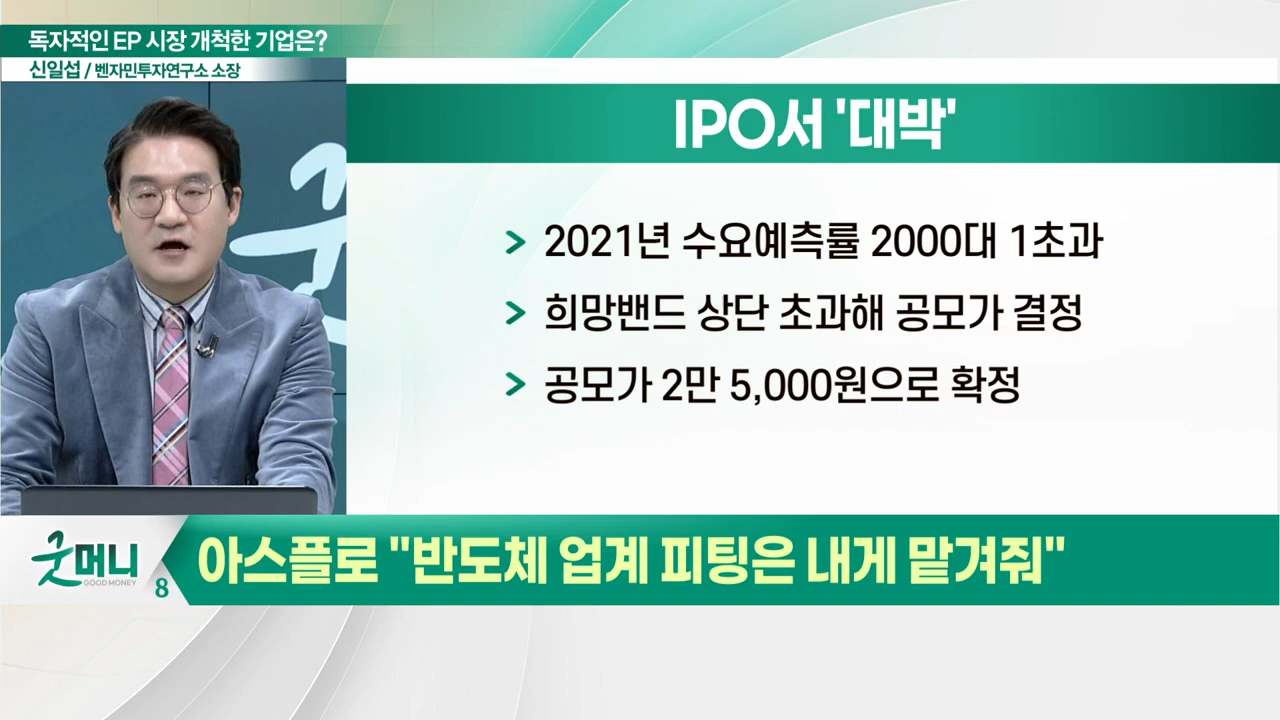 독자적인 EP 시장 개척한 기업은?
신일섭 / 벤자민투자연구소 소장
IPO서 '대박'
> 2021년 수요예측률 2000대 1초과
> 희망밴드 상단 초과해 공모가 결정
> 공모가 2만 5,000원으로 확정
굿머니
GOOD MONEY
8
아스플로 "반도체 업계 피팅은 내게 맡겨줘"